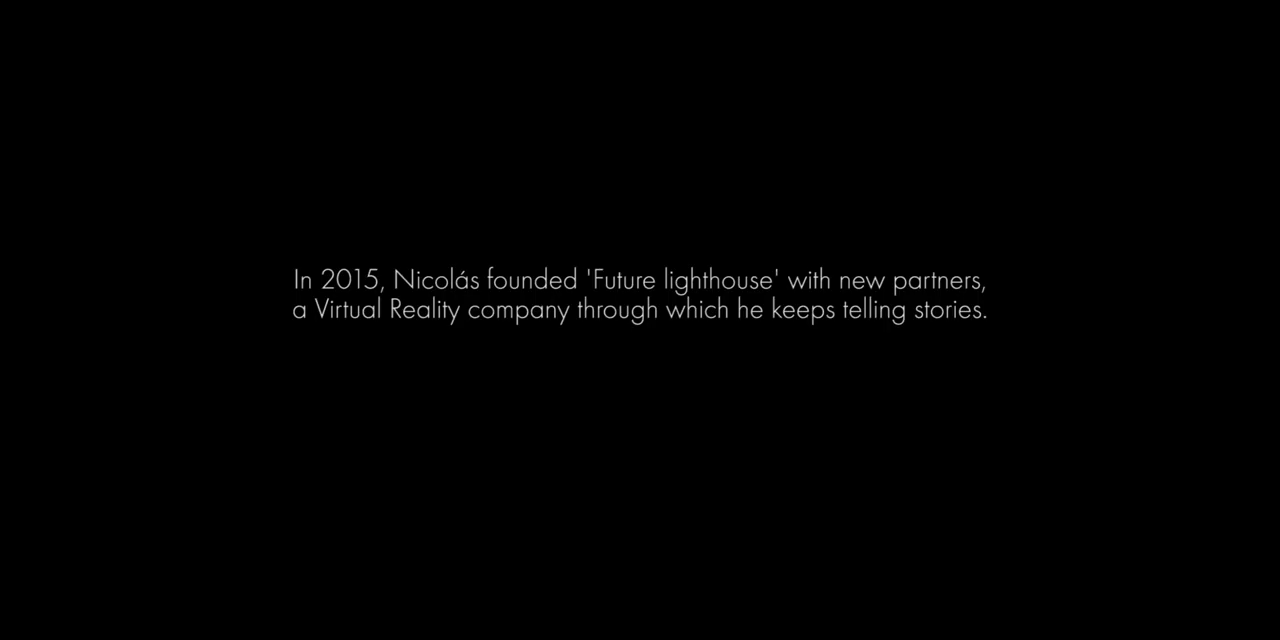 In 2015, Nicolás founded 'Future lighthouse' with new partners,
a Virtual Reality company through which he keeps telling stories.